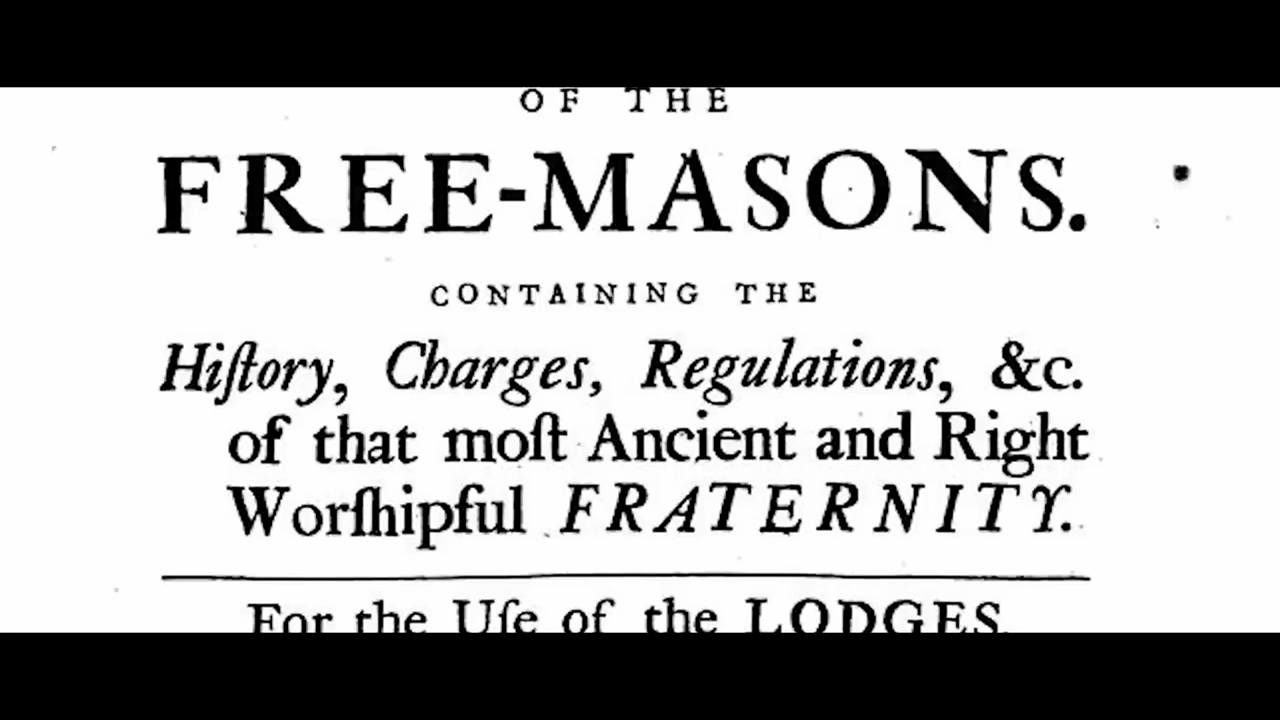 OF THE
FREE-MASONS.
CONTAINING THE
Hiſtory, Charges, Regulations, &c.
of that moſt Ancient and Right
Worſhipful FRATERNITY.
For the Uſe of the LODGES.